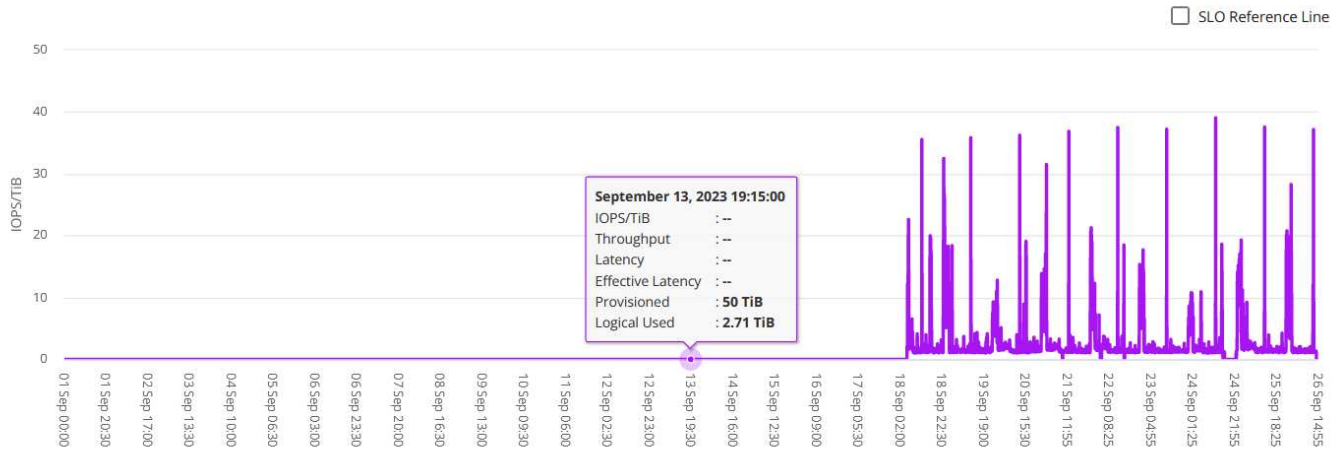 SLO Reference Line
50
40
30
20
10
0
IOPS/TiB
September 13, 2023 19:15:00
IOPS/TiB : --
Throughput : --
Latency : --
Effective Latency : --
Provisioned : 50 TiB
Logical Used : 2.71 TiB
01 Sep 00:00
01 Sep 20:30
02 Sep 17:00
03 Sep 13:30
04 Sep 10:00
05 Sep 06:30
06 Sep 03:00
06 Sep 23:30
07 Sep 20:00
08 Sep 16:30
09 Sep 13:00
10 Sep 09:30
11 Sep 06:00
12 Sep 02:30
12 Sep 23:00
13 Sep 19:30
14 Sep 16:00
15 Sep 12:30
16 Sep 09:00
17 Sep 05:30
18 Sep 02:00
18 Sep 22:30
19 Sep 19:00
20 Sep 15:30
21 Sep 11:55
22 Sep 08:25
23 Sep 04:55
24 Sep 01:25
24 Sep 21:55
25 Sep 18:25
26 Sep 14:55